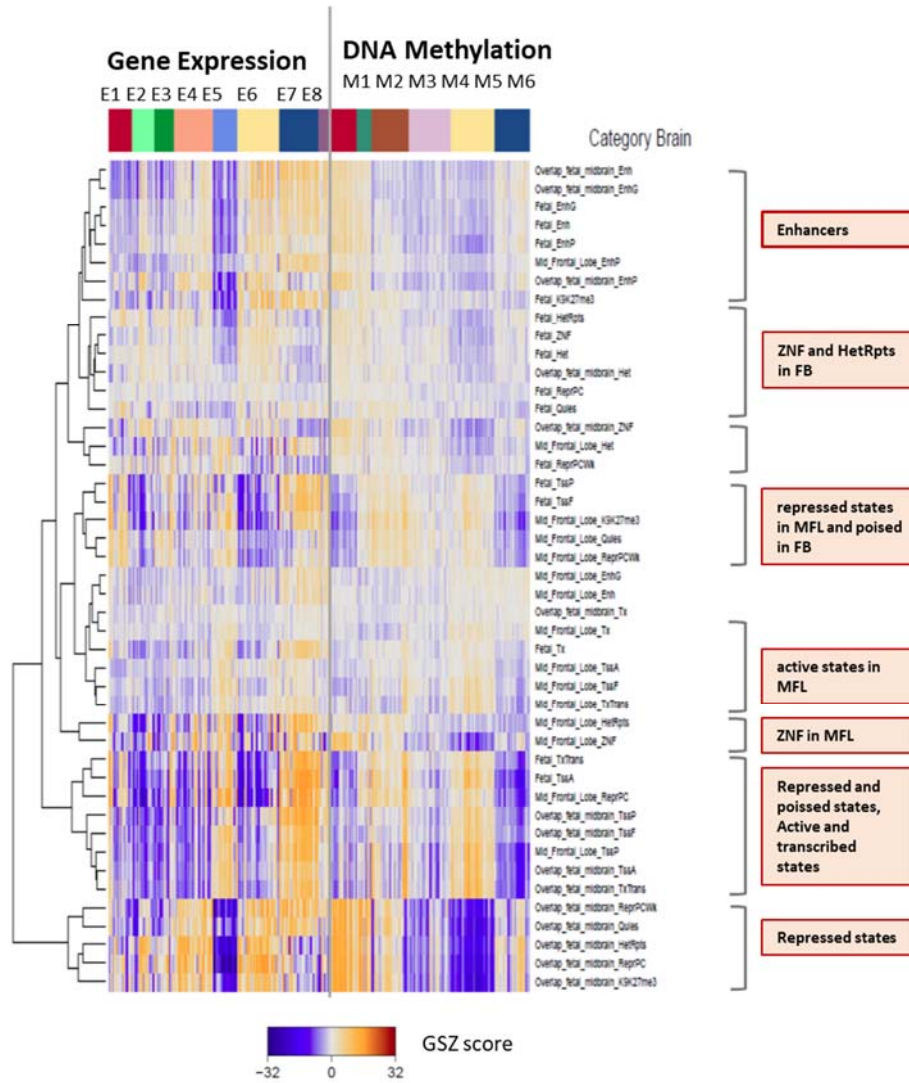 Gene Expression
DNA Methylation
E1 E2 E3 E4 E5 E6 E7 E8
M1 M2 M3 M4 M5 M6
Category Brain
Overlap_fetal_midbrain_Enh
Overlap_fetal_midbrain_EnhG
Fetal_EnhG
Fetal_Enh
Fetal_EnhP
Mid_Frontal_Lobe_EnhP
Overlap_fetal_midbrain_EnhP
Fetal_K9K27me3
Fetal_HetRpts
Fetal_ZNF
Fetal_Het
Overlap_fetal_midbrain_Het
Fetal_ReprPC
Fetal_Quies
Overlap_fetal_midbrain_ZNF
Mid_Frontal_Lobe_Het
Fetal_ReprPCWk
Fetal_TssP
Fetal_TssF
Mid_Frontal_Lobe_K9K27me3
Mid_Frontal_Lobe_Quies
Mid_Frontal_Lobe_ReprPCWk
Mid_Frontal_Lobe_EnhG
Mid_Frontal_Lobe_Enh
Overlap_fetal_midbrain_Tx
Mid_Frontal_Lobe_Tx
Fetal_Tx
Mid_Frontal_Lobe_TssA
Mid_Frontal_Lobe_TssF
Mid_Frontal_Lobe_TxTrans
Mid_Frontal_Lobe_HetRpts
Mid_Frontal_Lobe_ZNF
Fetal_TxTrans
Fetal_TssA
Mid_Frontal_Lobe_ReprPC
Overlap_fetal_midbrain_TssP
Overlap_fetal_midbrain_TssF
Mid_Frontal_Lobe_TssP
Overlap_fetal_midbrain_TssA
Overlap_fetal_midbrain_TxTrans
Overlap_fetal_midbrain_ReprPCWk
Overlap_fetal_midbrain_Quies
Overlap_fetal_midbrain_HetRpts
Overlap_fetal_midbrain_ReprPC
Overlap_fetal_midbrain_K9K27me3
Enhancers
ZNF and HetRpts
in FB
repressed states
in MFL and poised
in FB
active states in
MFL
ZNF in MFL
Repressed and
poissed states,
Active and
transcribed
states
Repressed states
GSZ score
−32 0 32